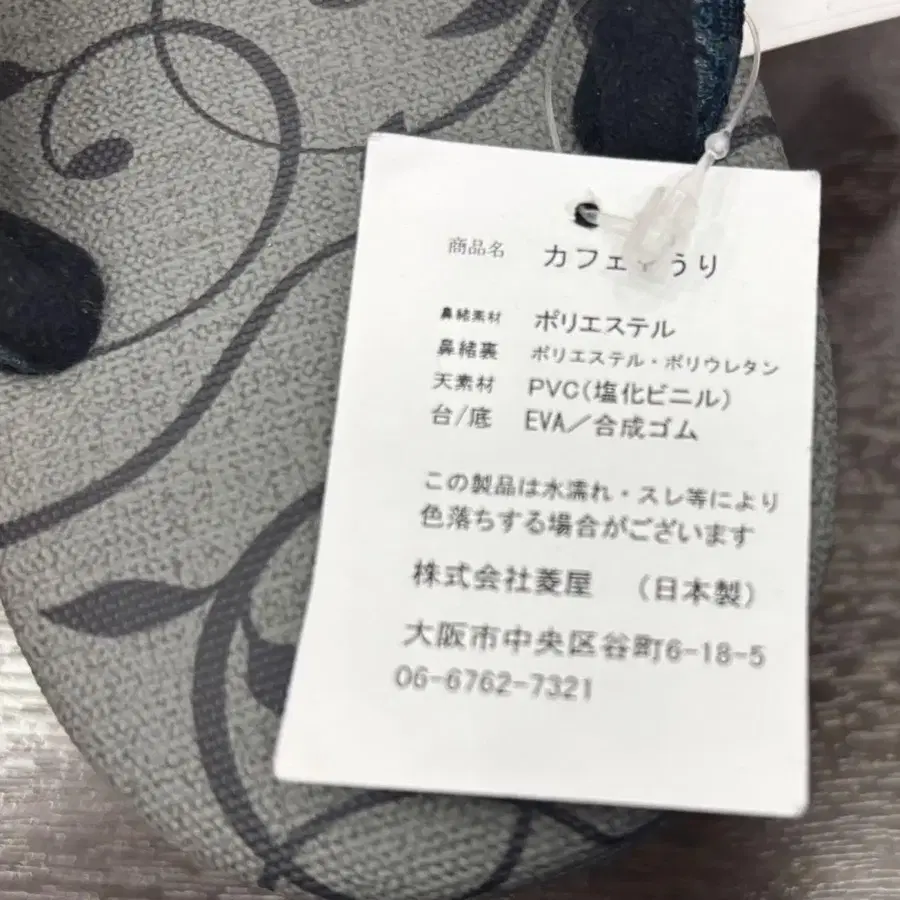 商品名 カフェぞうり
鼻緒素材 ポリエステル
鼻緒裏 ポリエステル・ポリウレタン
天素材 PVC(塩化ビニル)
台/底 EVA/合成ゴム
この製品は水濡れ・スレ等により
色落ちする場合がございます
株式会社菱屋 (日本製)
大阪市中央区谷町6-18-5
06-6762-7321